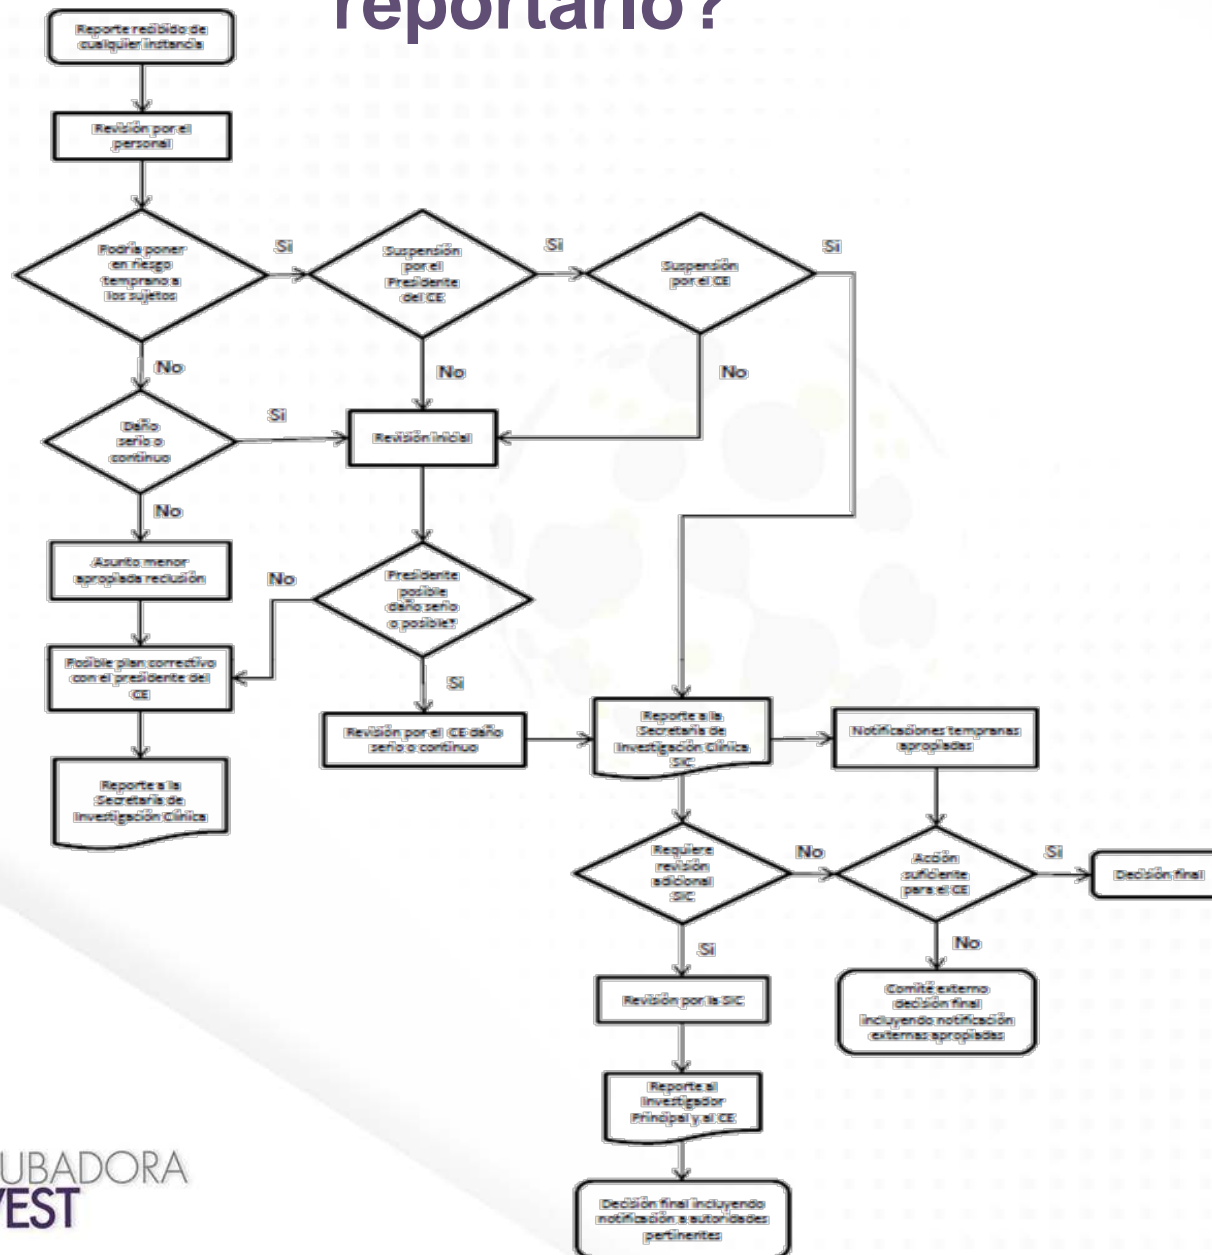 reportarlo?
Reporte recibido de
cualquier instancia
Revisión por el
personal
Podría poner
en riesgo
temprano a
los sujetos
Si
Suspensión
por el
Presidente
del CE
Si
Suspensión
por el CE
Si
No
No
No
Daño
serio o
continuo
Si
Revisión inicial
No
Asunto menor
apropiada reclusión
No
Presidente
posible
daño serio
o posible?
Posible plan correctivo
con el presidente del
CE
Si
Revisión por el CE daño
serio o continuo
Reporte a la
Secretaría de
Investigación Clínica
SIC
Notificaciones tempranas
apropiadas
Reporte a la
Secretaría de
Investigación Clínica
Requiere
revisión
adicional
SIC
No
Acción
suficiente
para el CE
Si
Decisión final
Si
No
Revisión por la SIC
Comité externo
decisión final
incluyendo notificación
externas apropiadas
Reporte al
Investigador
Principal y al CE
Decisión final incluyendo
notificación a autoridades
pertinentes
UBADORA
VEST